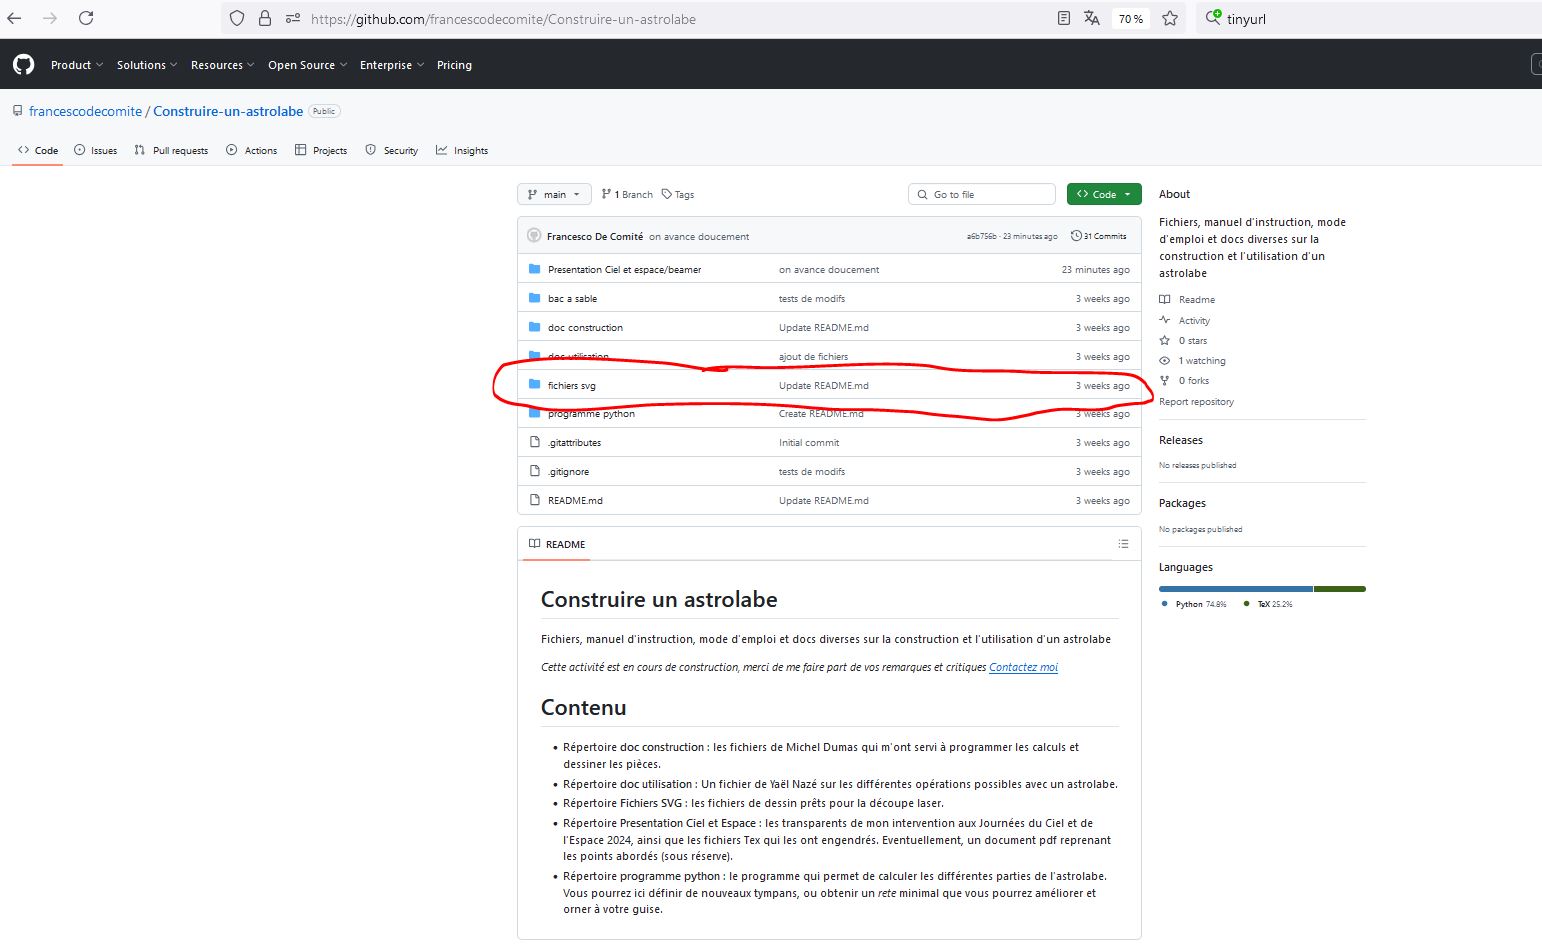 https://github.com/francescodecomite/Construire-un-astrolabe 70 % tinyurl
Product Solutions Resources Open Source Enterprise Pricing
francescodecomite / Construire-un-astrolabe Public
Code Issues Pull requests Actions Projects Security Insights
main 1 Branch Tags Go to file Code
Francesco De Comité on avance doucement a6b756b · 23 minutes ago 31 Commits
Presentation Ciel et espace/beamer on avance doucement 23 minutes ago
bac a sable tests de modifs 3 weeks ago
doc construction Update README.md 3 weeks ago
doc utilisation ajout de fichiers 3 weeks ago
fichiers svg Update README.md 3 weeks ago
programme python Create README.md 3 weeks ago
.gitattributes Initial commit 3 weeks ago
.gitignore tests de modifs 3 weeks ago
README.md Update README.md 3 weeks ago
README
Construire un astrolabe
Fichiers, manuel d'instruction, mode d'emploi et docs diverses sur la construction et l'utilisation d'un astrolabe
Cette activité est en cours de construction, merci de me faire part de vos remarques et critiques Contactez moi
Contenu
• Répertoire doc construction : les fichiers de Michel Dumas qui m'ont servi à programmer les calculs et
dessiner les pièces.
• Répertoire doc utilisation : Un fichier de Yaël Nazé sur les différentes opérations possibles avec un astrolabe.
• Répertoire Fichiers SVG : les fichiers de dessin prêts pour la découpe laser.
• Répertoire Presentation Ciel et Espace : les transparents de mon intervention aux Journées du Ciel et de
l'Espace 2024, ainsi que les fichiers Tex qui les ont engendrés. Eventuellement, un document pdf reprenant
les points abordés (sous réserve).
• Répertoire programme python : le programme qui permet de calculer les différentes parties de l'astrolabe.
Vous pourrez ici définir de nouveaux tympans, ou obtenir un rete minimal que vous pourrez améliorer et
orner à votre guise.
About
Fichiers, manuel d'instruction, mode
d'emploi et docs diverses sur la
construction et l'utilisation d'un
astrolabe
Readme
Activity
0 stars
1 watching
0 forks
Report repository
Releases
No releases published
Packages
No packages published
Languages
Python 74.8% TeX 25.2%